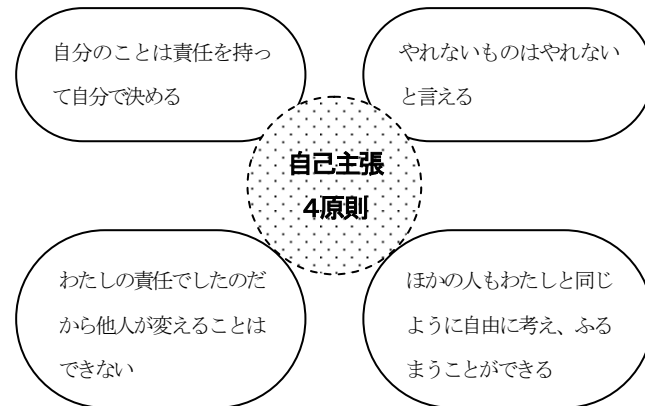 自分のことは責任を持っ
て自分で決める
やれないものはやれない
と言える
自己主張
4原則
わたしの責任でしたのだ
から他人が変えることは
できない
ほかの人もわたしと同じ
ように自由に考え、ふる
まうことができる